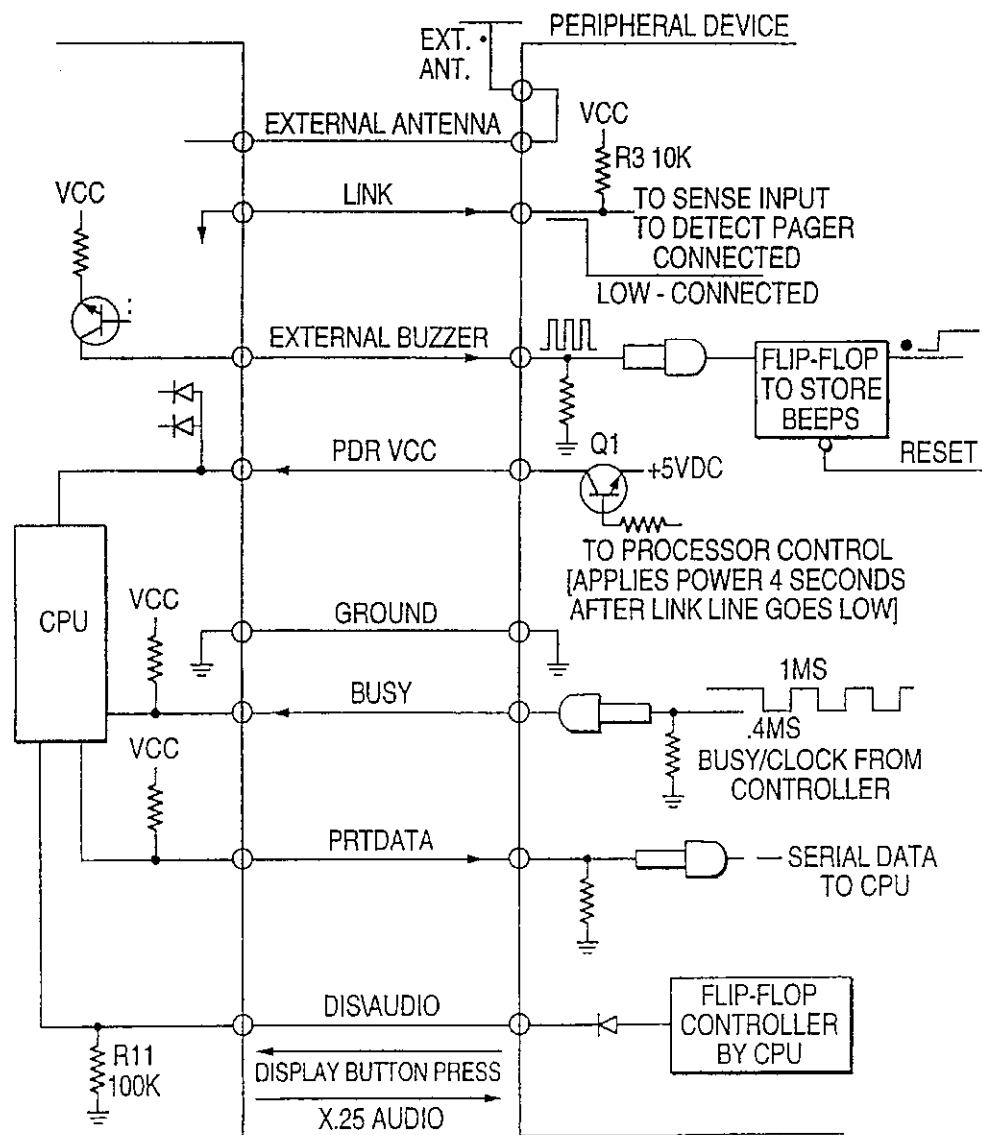 PERIPHERAL DEVICE
EXT.
ANT.
EXTERNAL ANTENNA
VCC
R3 10K
VCC
LINK
TO SENSE INPUT
TO DETECT PAGER
CONNECTED
LOW - CONNECTED
EXTERNAL BUZZER
FLIP-FLOP
TO STORE
BEEPS
RESET
PDR VCC
Q1
+5VDC
TO PROCESSOR CONTROL
[APPLIES POWER 4 SECONDS
AFTER LINK LINE GOES LOW]
CPU
VCC
GROUND
BUSY
1MS
.4MS
BUSY/CLOCK FROM
CONTROLLER
VCC
PRTDATA
SERIAL DATA
TO CPU
DIS\AUDIO
FLIP-FLOP
CONTROLLER
BY CPU
R11
100K
DISPLAY BUTTON PRESS
X.25 AUDIO